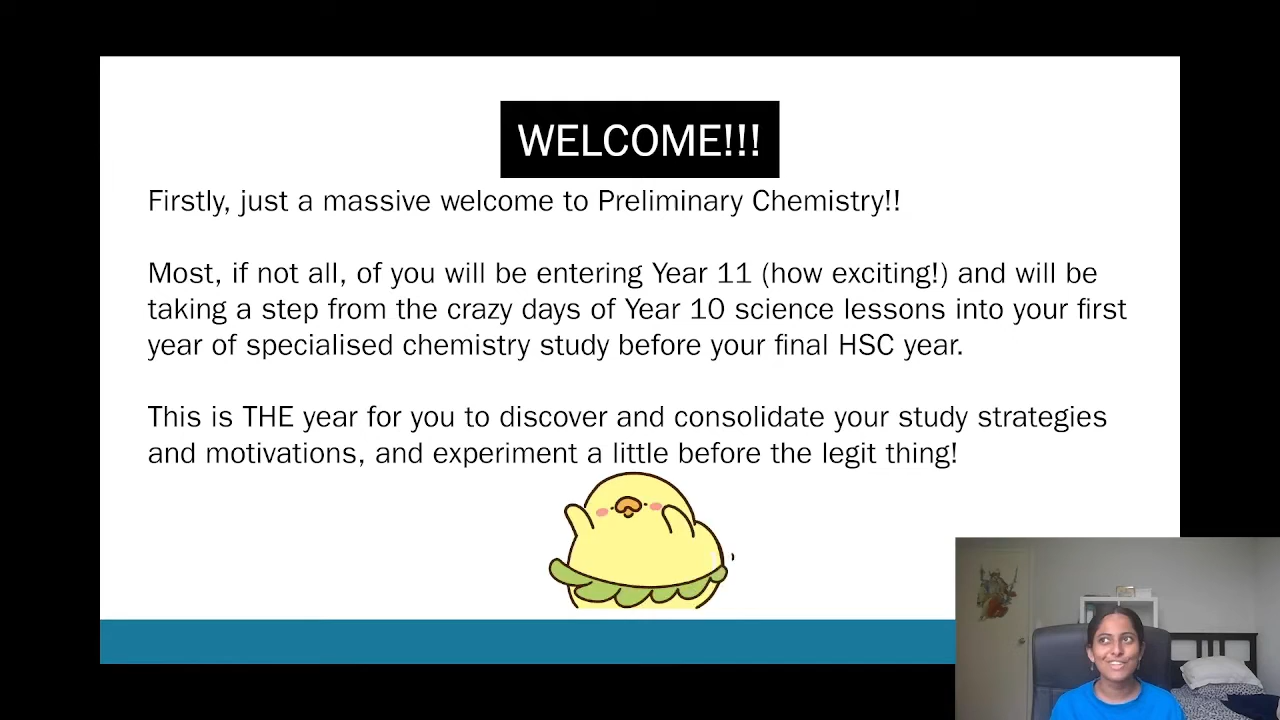 WELCOME!!!
Firstly, just a massive welcome to Preliminary Chemistry!!
Most, if not all, of you will be entering Year 11 (how exciting!) and will be
taking a step from the crazy days of Year 10 science lessons into your first
year of specialised chemistry study before your final HSC year.
This is THE year for you to discover and consolidate your study strategies
and motivations, and experiment a little before the legit thing!